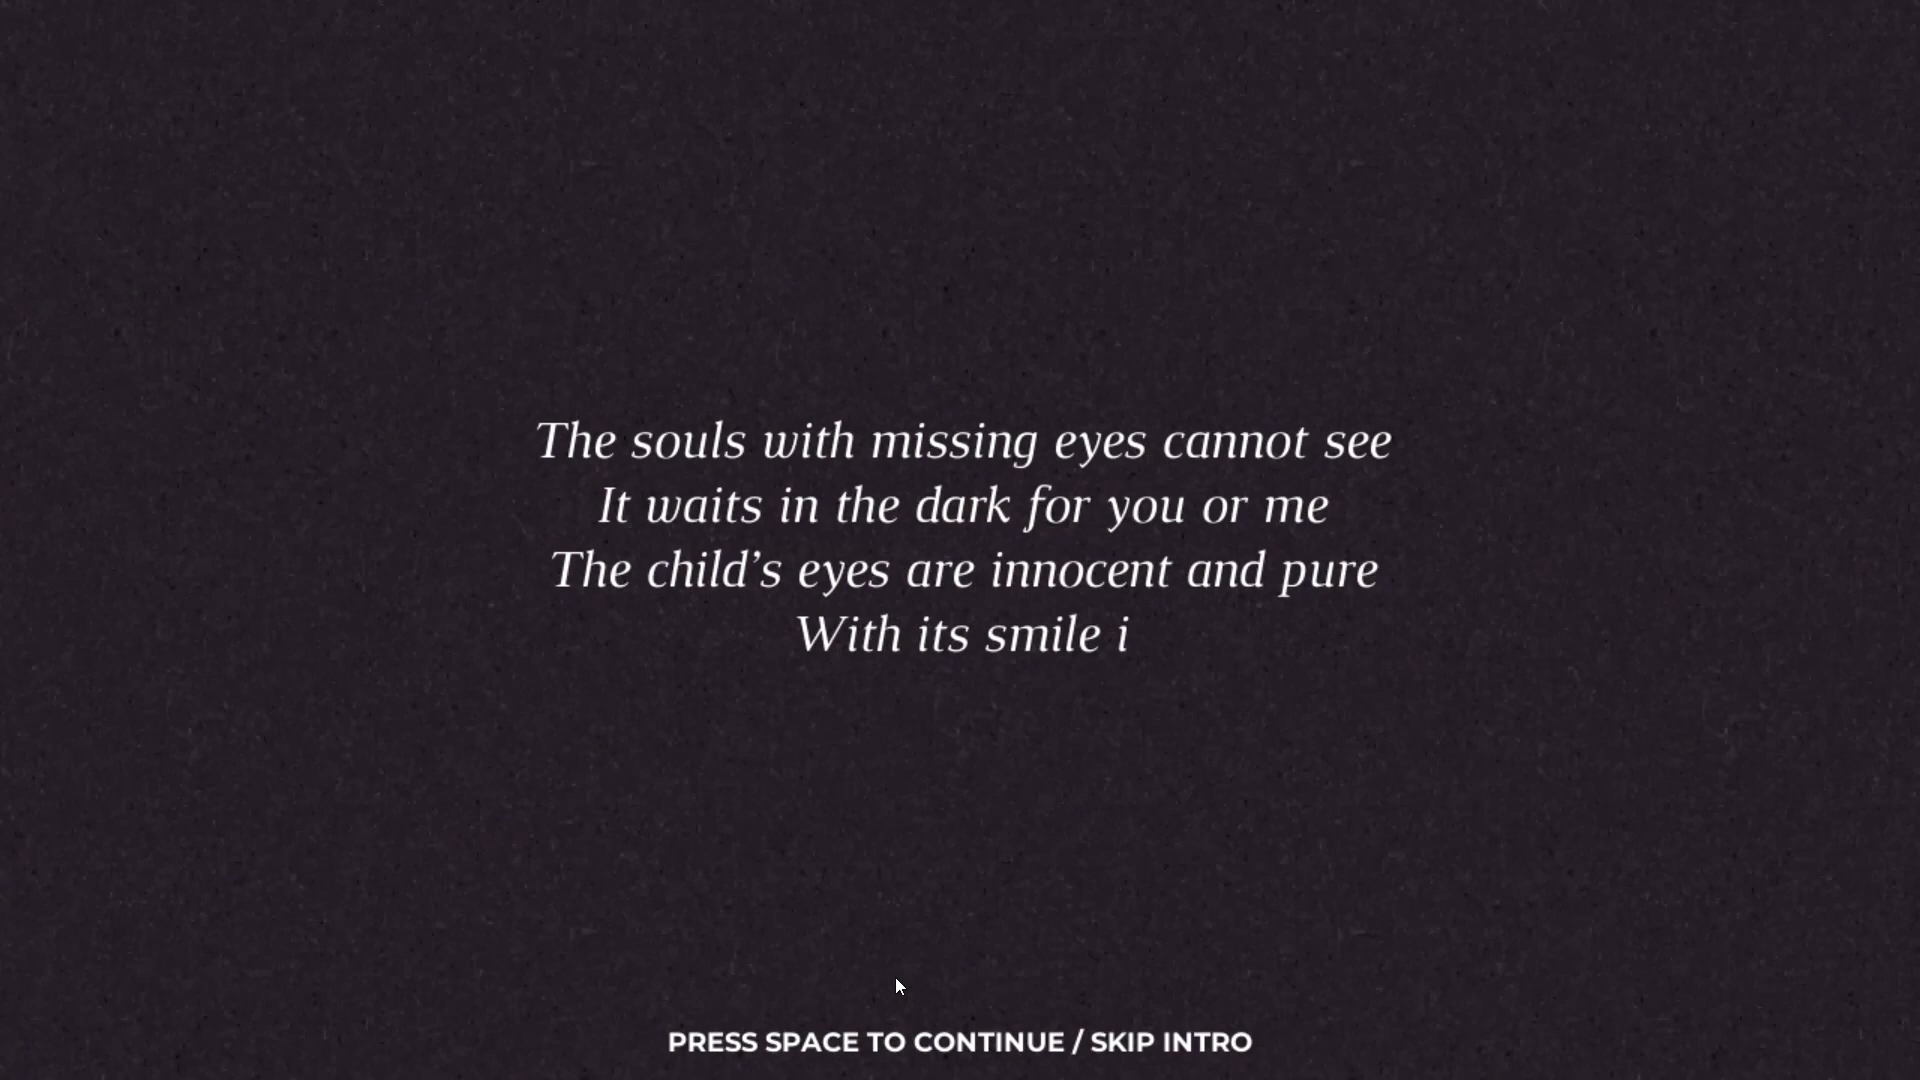 The souls with missing eyes cannot see
It waits in the dark for you or me
The child’s eyes are innocent and pure
With its smile i
PRESS SPACE TO CONTINUE / SKIP INTRO